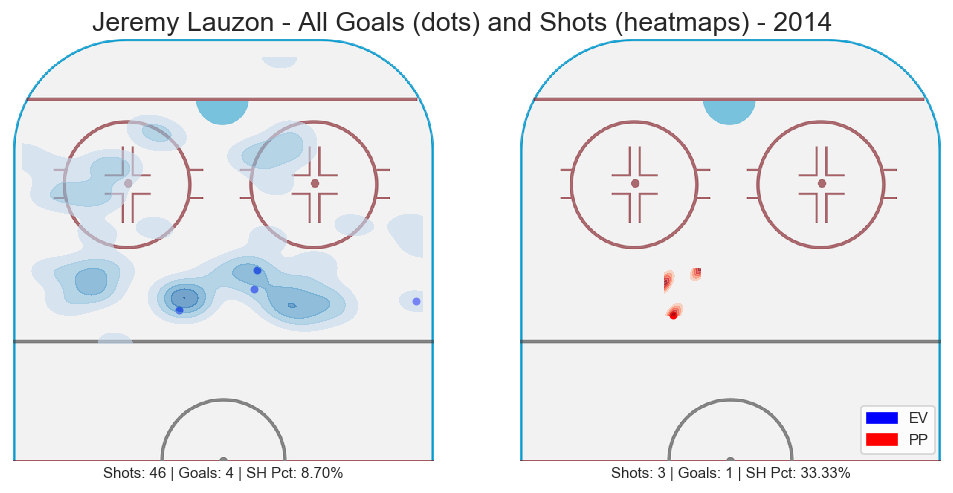 Jeremy Lauzon - All Goals (dots) and Shots (heatmaps) - 2014
EV
PP
Shots: 46 | Goals: 4 | SH Pct: 8.70%
Shots: 3 | Goals: 1 | SH Pct: 33.33%